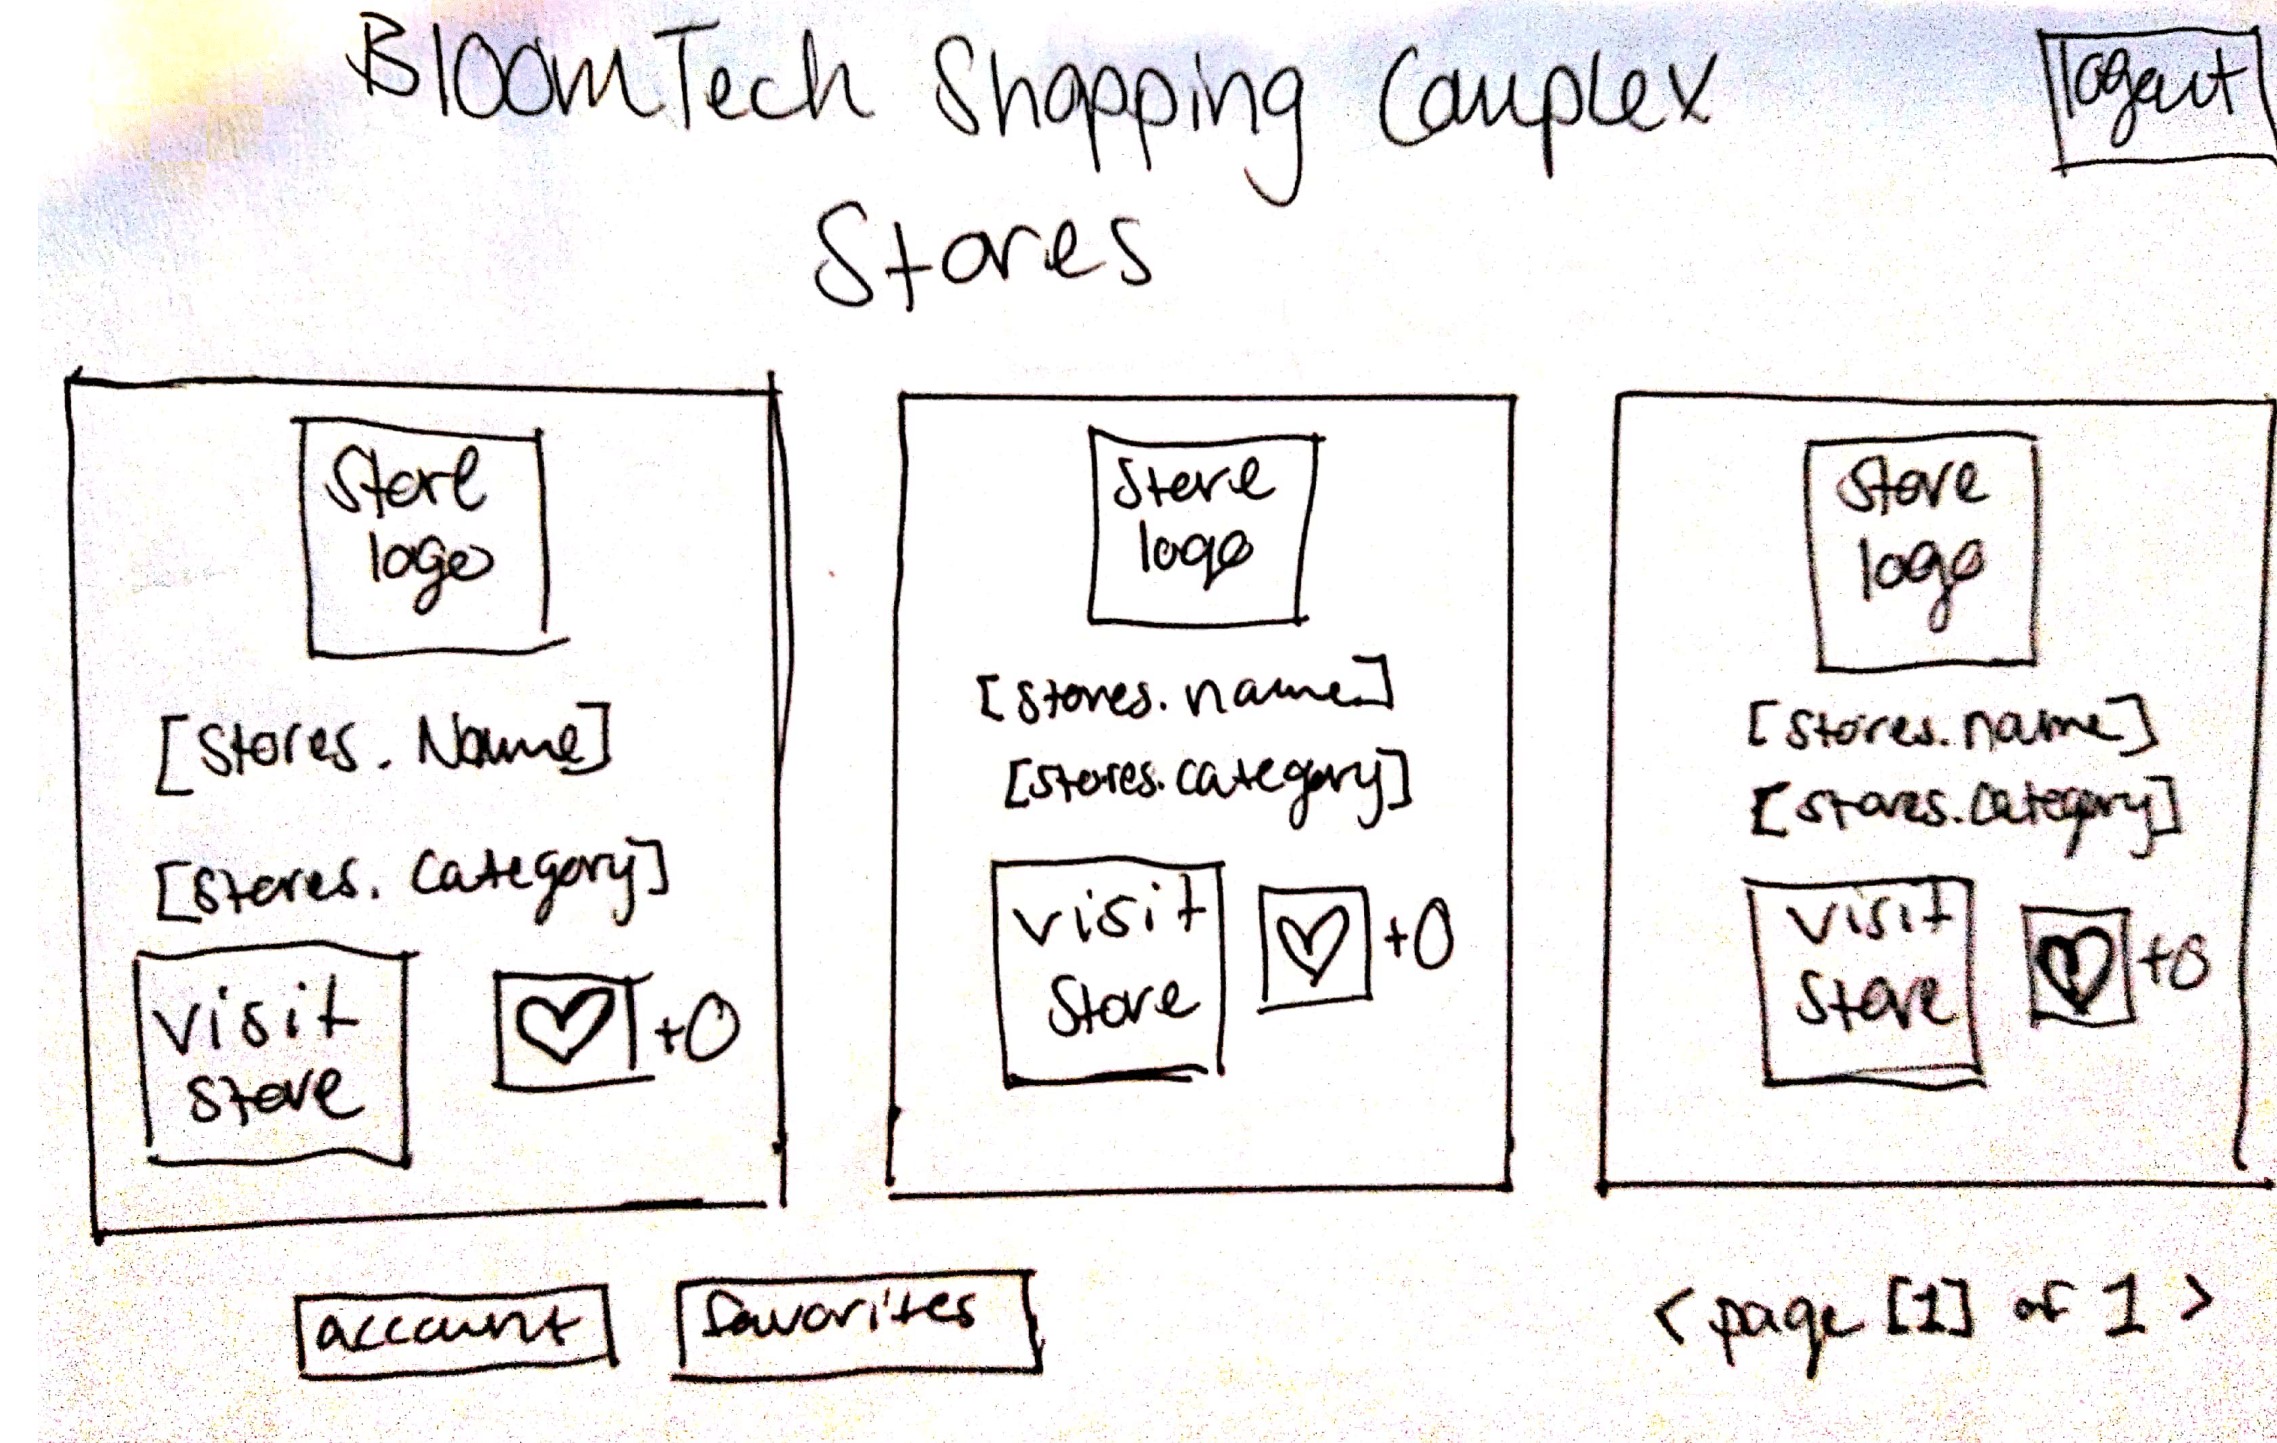 BloomTech Shopping Complex
logout
Stores
Store
logo
[Stores. Name]
[Stores. Category]
visit
store
+0
Store
logo
[stores. name]
[stores. category]
visit
Store
+0
Store
logo
[stores. name]
[stores. category]
visit
Store
+0
account
favorites
< page [1] of 1 >